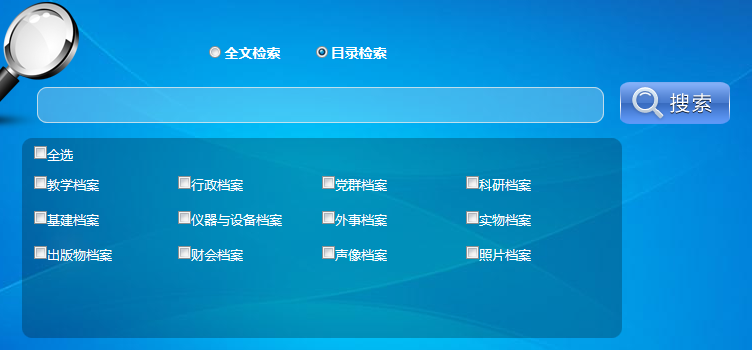 全文检索 目录检索
搜索
全选
教学档案 行政档案 党群档案 科研档案
基建档案 仪器与设备档案 外事档案 实物档案
出版物档案 财会档案 声像档案 照片档案